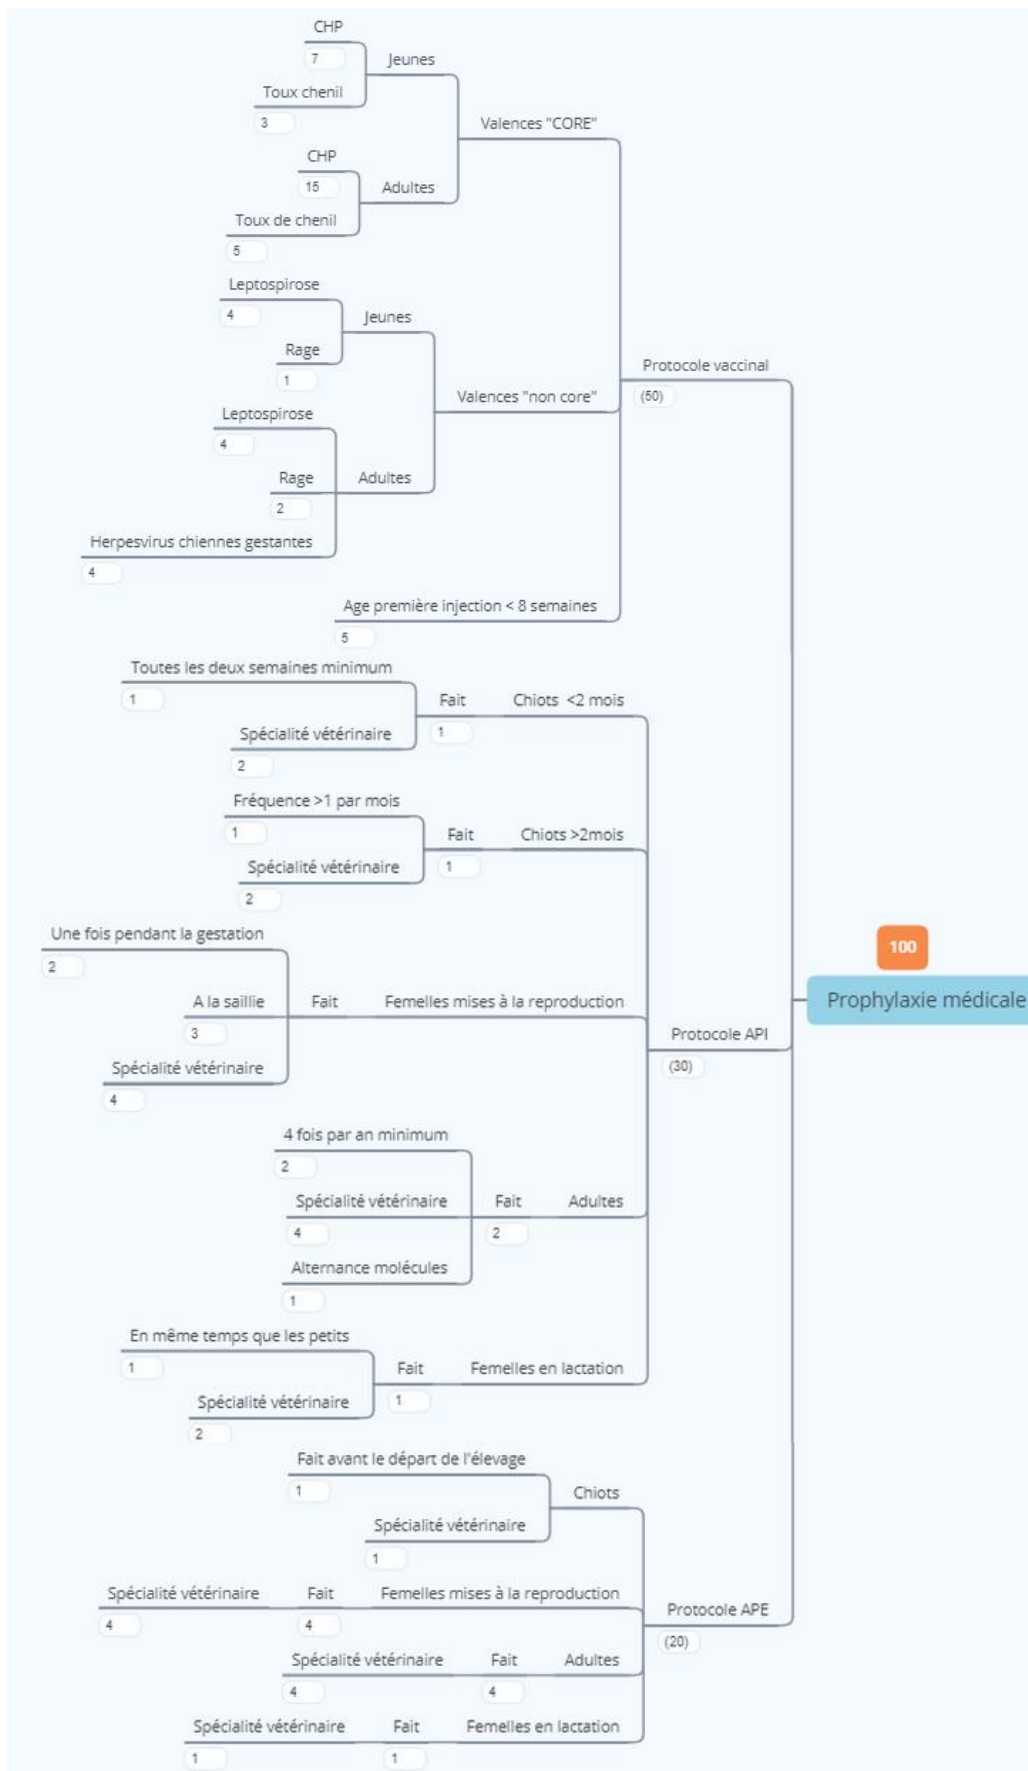 CHP
7
Jeunes
Toux chenil
3
Valences "CORE"
CHP
15
Adultes
Toux de chenil
5
Leptospirose
4
Jeunes
Rage
1
Protocole vaccinal
(50)
Valences "non core"
Leptospirose
4
Rage
2
Adultes
Herpesvirus chiennes gestantes
4
Age première injection < 8 semaines
5
Toutes les deux semaines minimum
1
Fait
1
Chiots <2 mois
Spécialité vétérinaire
2
Fréquence >1 par mois
1
Fait
1
Chiots >2mois
Spécialité vétérinaire
2
Une fois pendant la gestation
2
A la saillie
3
Fait
Femelles mises à la reproduction
Spécialité vétérinaire
4
100
Prophylaxie médicale
Protocole API
(30)
4 fois par an minimum
2
Spécialité vétérinaire
4
Fait
2
Adultes
Alternance molécules
1
En même temps que les petits
1
Fait
1
Femelles en lactation
Spécialité vétérinaire
2
Fait avant le départ de l'élevage
1
Chiots
Spécialité vétérinaire
1
Spécialité vétérinaire
4
Fait
4
Femelles mises à la reproduction
Protocole APE
(20)
Spécialité vétérinaire
4
Fait
4
Adultes
Spécialité vétérinaire
1
Fait
1
Femelles en lactation